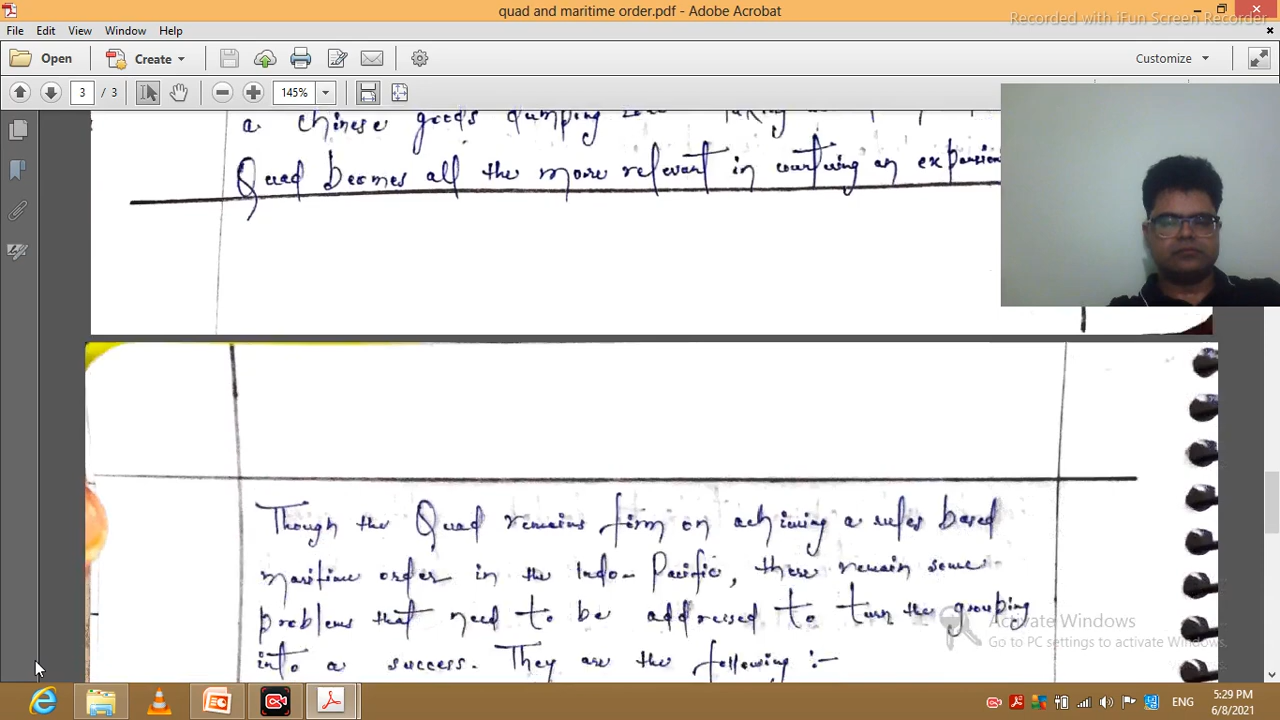 quad and maritime order.pdf - Adobe Acrobat
Recorded with iFun Screen Recorder
File Edit View Window Help
Open Create Customize
3 / 3 145%
a chinese goods dumping
Quad becomes all the more relevant in countering an expansion
Though the Quad remains firm on achiving a rules based
maritime order in the Indo-Pacific, there remain some
problems that need to be addressed to turn the grouping
into a success. They are the following :-
Activate Windows
Go to PC settings to activate Windows.
ENG
5:29 PM
6/8/2021